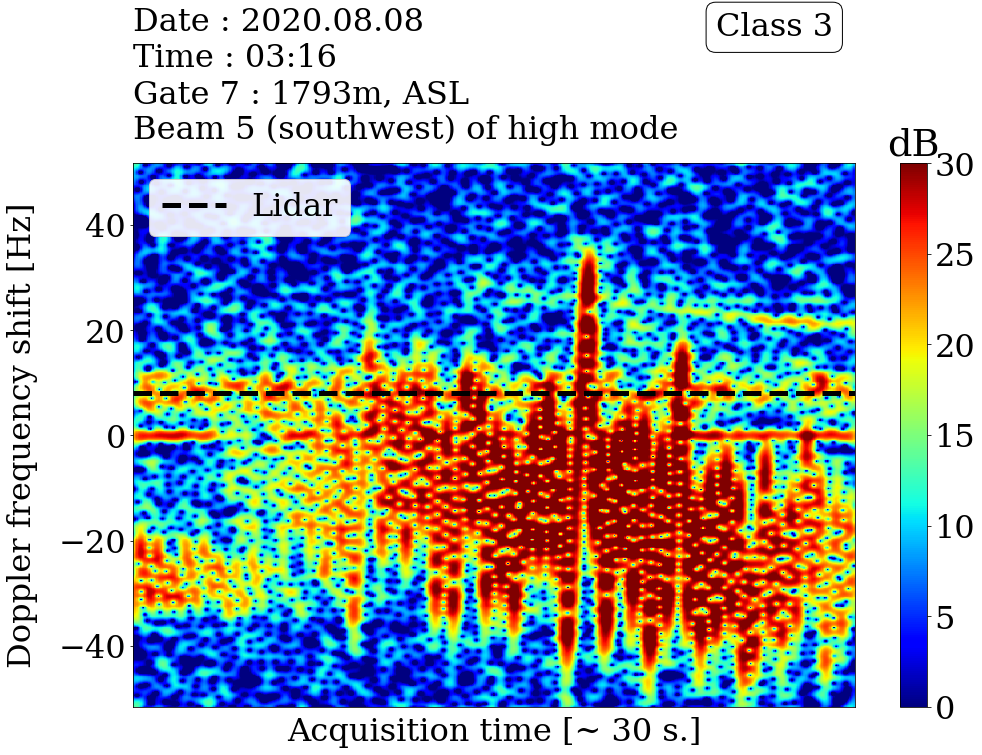 Date : 2020.08.08
Time : 03:16
Gate 7 : 1793m, ASL
Beam 5 (southwest) of high mode
Class 3
dB
Lidar
Doppler frequency shift [Hz]
40
20
0
−20
−40
30
25
20
15
10
5
0
Acquisition time [~ 30 s.]